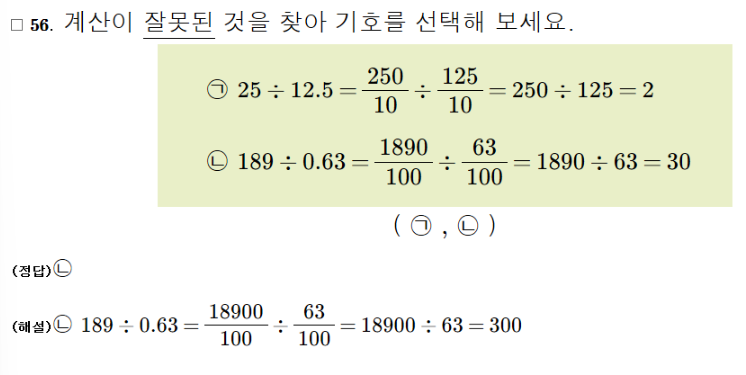 □ 56. 계산이 잘못된 것을 찾아 기호를 선택해 보세요.
㉠ 25 ÷ 12.5 = 250/10 ÷ 125/10 = 250 ÷ 125 = 2
㉡ 189 ÷ 0.63 = 1890/100 ÷ 63/100 = 1890 ÷ 63 = 30
( ㉠ , ㉡ )
(정답)㉡
(해설)㉡ 189 ÷ 0.63 = 18900/100 ÷ 63/100 = 18900 ÷ 63 = 300